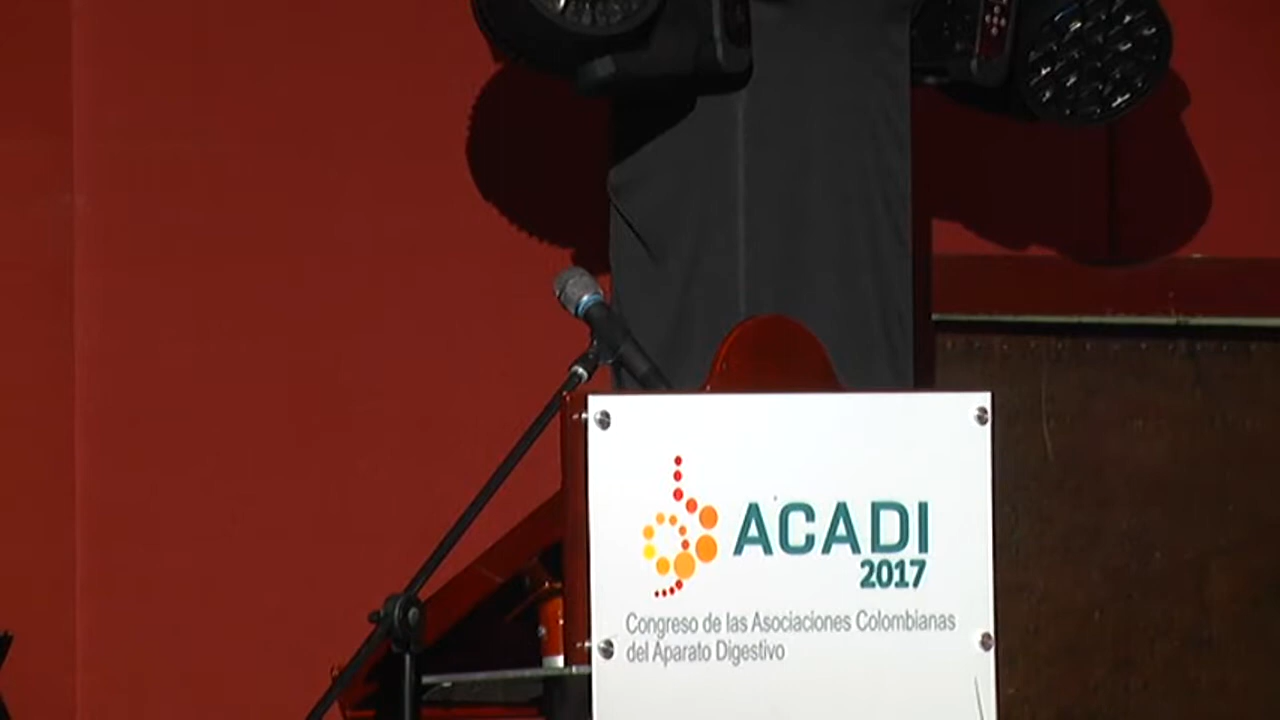 ACADI
2017
Congreso de las Asociaciones Colombianas
del Aparato Digestivo